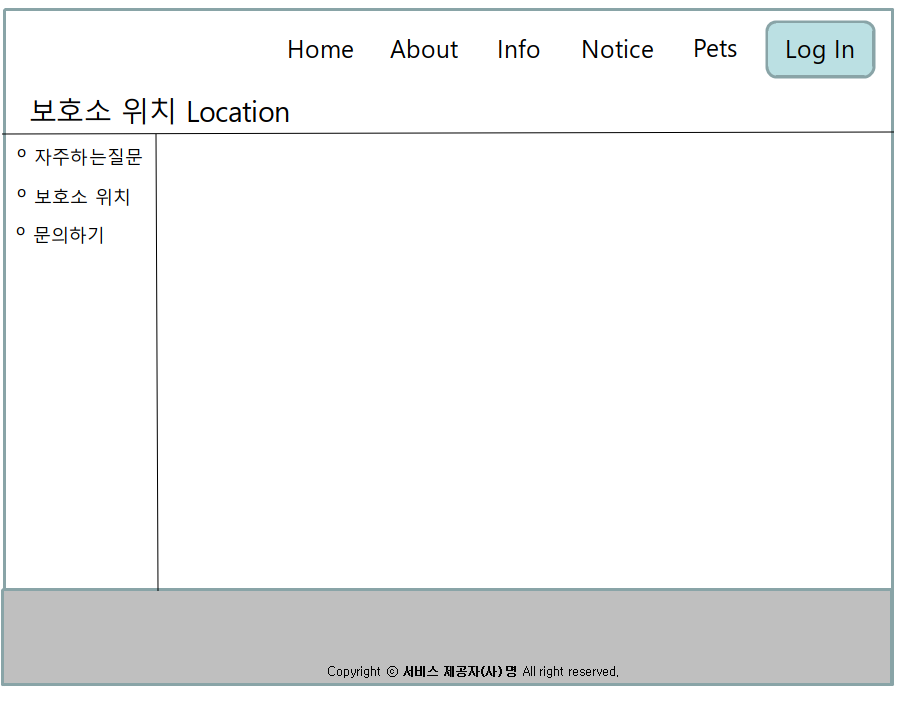 Home About Info Notice Pets Log In
보호소 위치 Location
o 자주하는질문
o 보호소 위치
o 문의하기
Copyright ⓒ 서비스 제공자(사)명 All right reserved.